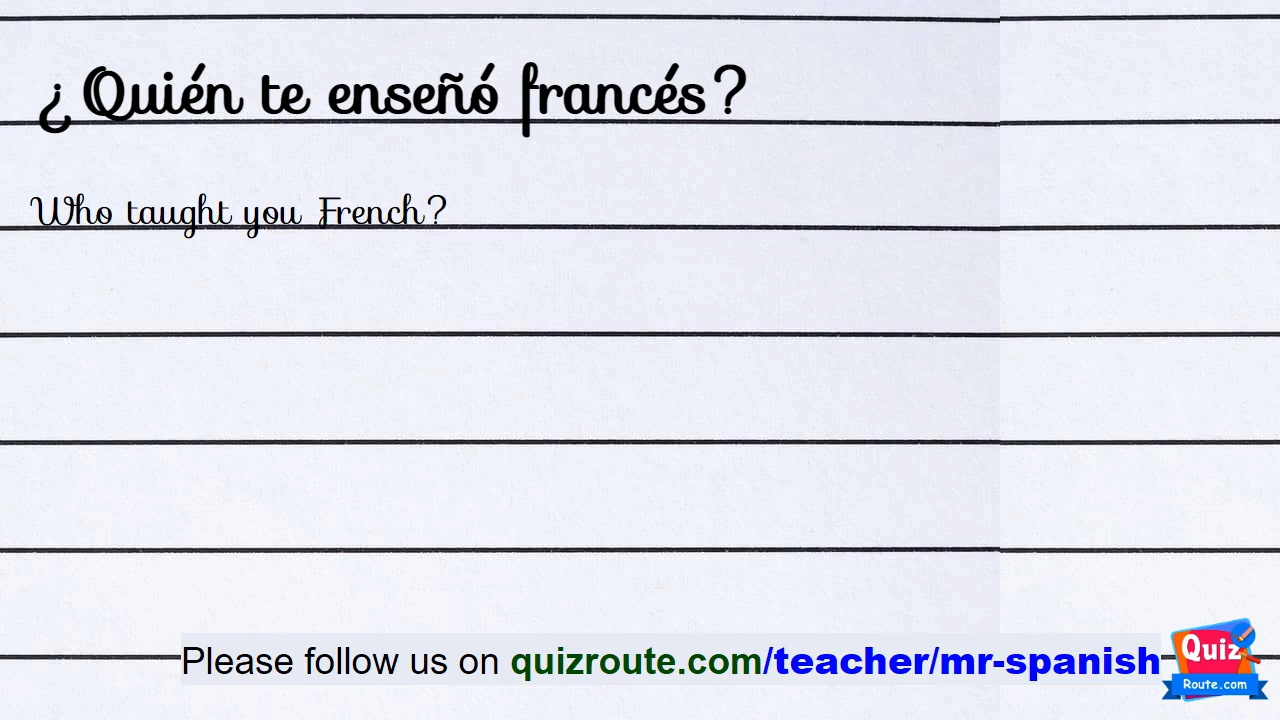 ¿Quién te enseñó francés?
Who taught you French?
Please follow us on quizroute.com/teacher/mr-spanish
Quiz
Route.com